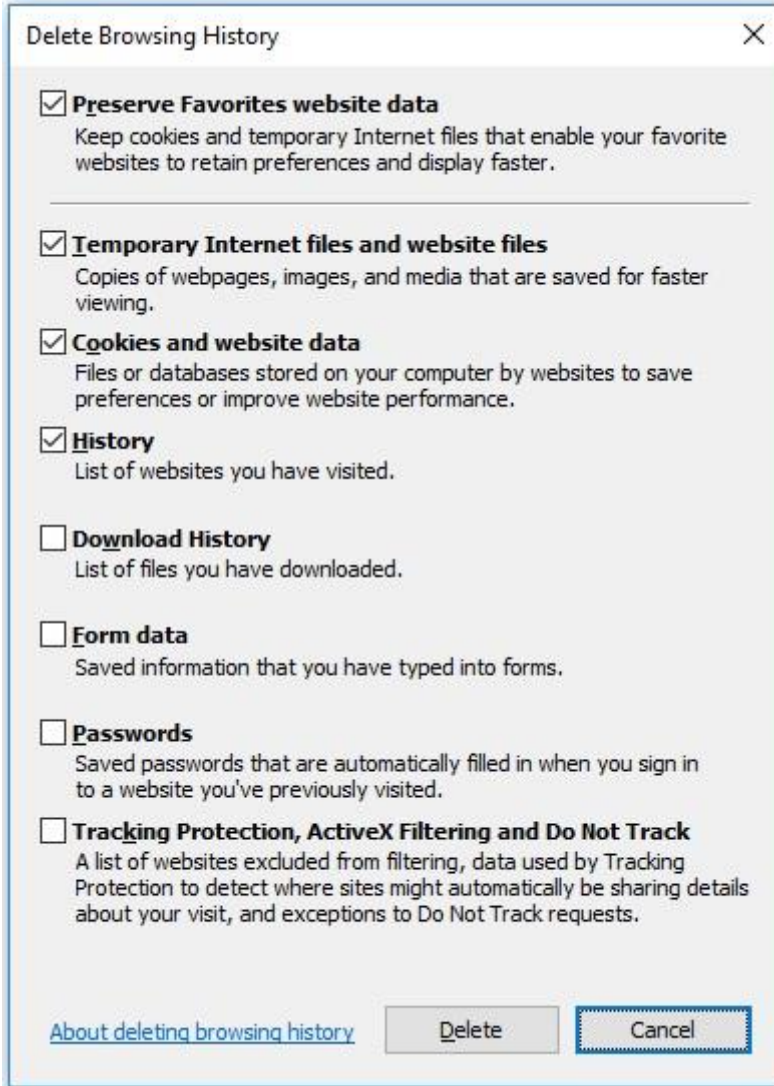 Delete Browsing History
Preserve Favorites website data
Keep cookies and temporary Internet files that enable your favorite
websites to retain preferences and display faster.
Temporary Internet files and website files
Copies of webpages, images, and media that are saved for faster
viewing.
Cookies and website data
Files or databases stored on your computer by websites to save
preferences or improve website performance.
History
List of websites you have visited.
Download History
List of files you have downloaded.
Form data
Saved information that you have typed into forms.
Passwords
Saved passwords that are automatically filled in when you sign in
to a website you've previously visited.
Tracking Protection, ActiveX Filtering and Do Not Track
A list of websites excluded from filtering, data used by Tracking
Protection to detect where sites might automatically be sharing details
about your visit, and exceptions to Do Not Track requests.
About deleting browsing history
Delete
Cancel